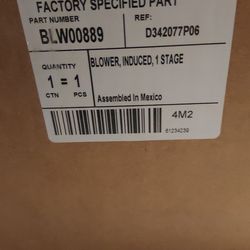 FACTORY SPECIFIED PART
PART NUMBER
REF:
BLW00889
D342077P06
QUANTITY
BLOWER, INDUCED, 1 STAGE
1 = 1
CTN PCS
Assembled in Mexico
4M2
61234239